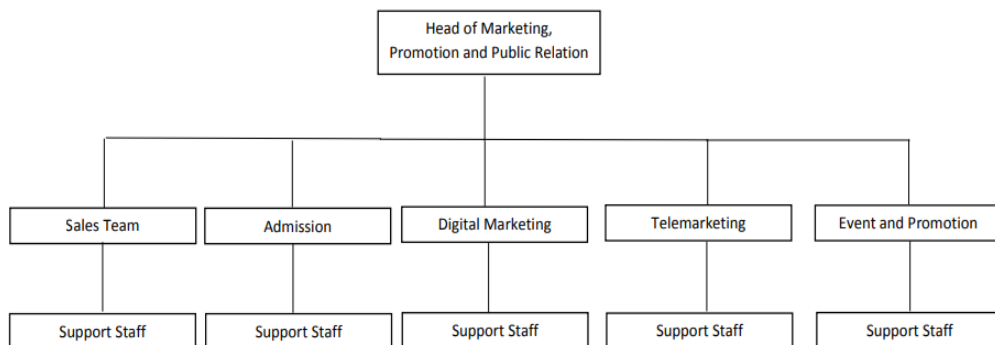 Head of Marketing,
Promotion and Public Relation
Sales Team
Admission
Digital Marketing
Telemarketing
Event and Promotion
Support Staff
Support Staff
Support Staff
Support Staff
Support Staff